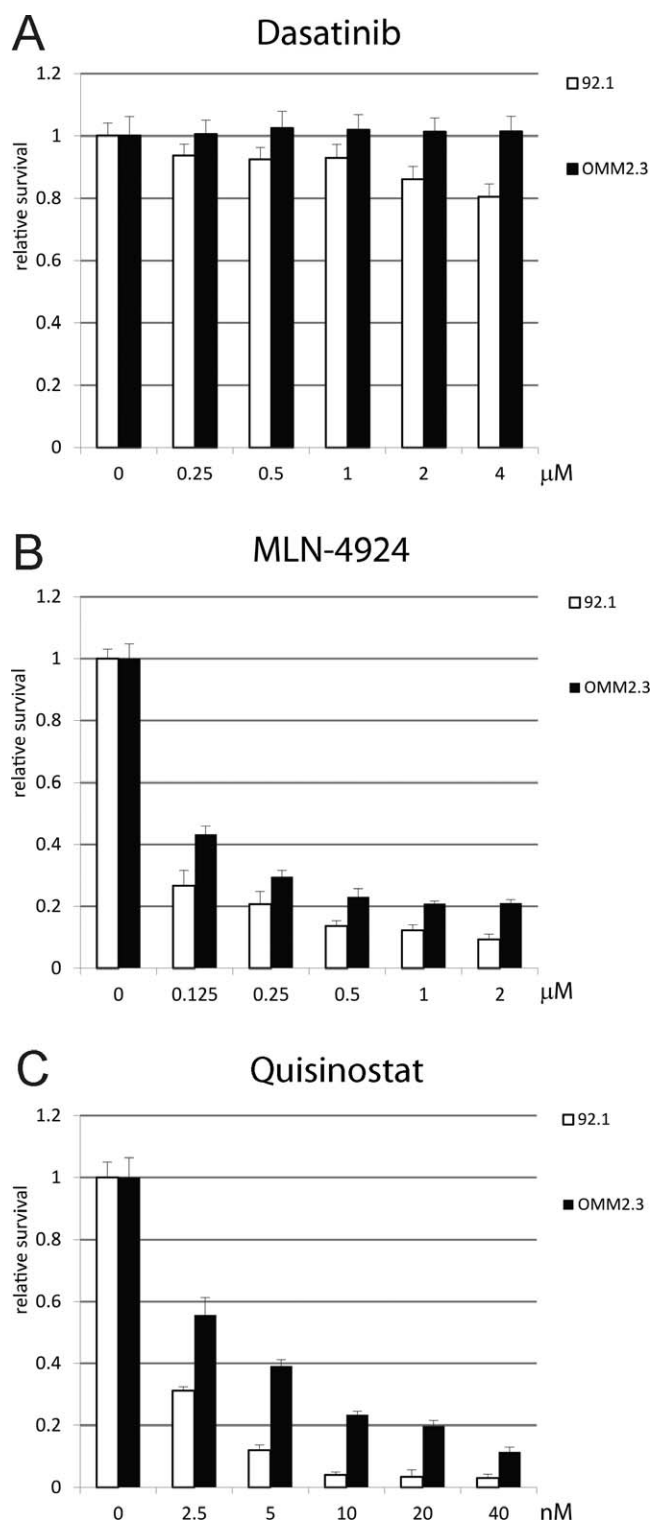 A Dasatinib
1.2
1
0.8
0.6
0.4
0.2
0
relative survival
92.1
OMM2.3
0 0.25 0.5 1 2 4 μM
B MLN-4924
1.2
1
0.8
0.6
0.4
0.2
0
relative survival
92.1
OMM2.3
0 0.125 0.25 0.5 1 2 μM
C Quisinostat
1.2
1
0.8
0.6
0.4
0.2
0
relative survival
92.1
OMM2.3
0 2.5 5 10 20 40 nM